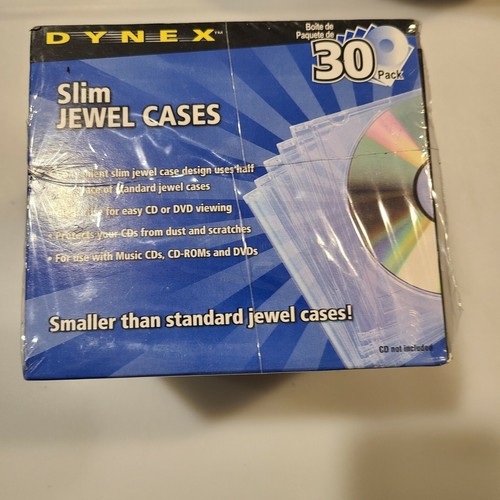 DYNEX™
Boîte de
Paquete de
30
Pack
Slim
JEWEL CASES
slim jewel case design uses half
of standard jewel cases
for easy CD or DVD viewing
• Protects your CDs from dust and scratches
• For use with Music CDs, CD-ROMs and DVDs
Smaller than standard jewel cases!
CD not included